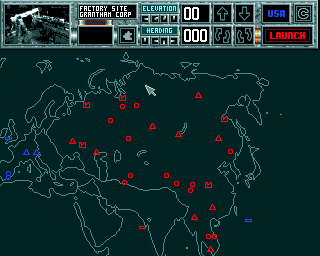 FACTORY SITE
GRANTHAM CORP
ELEVATION
00
HEADING
000
USA
C
LAUNCH